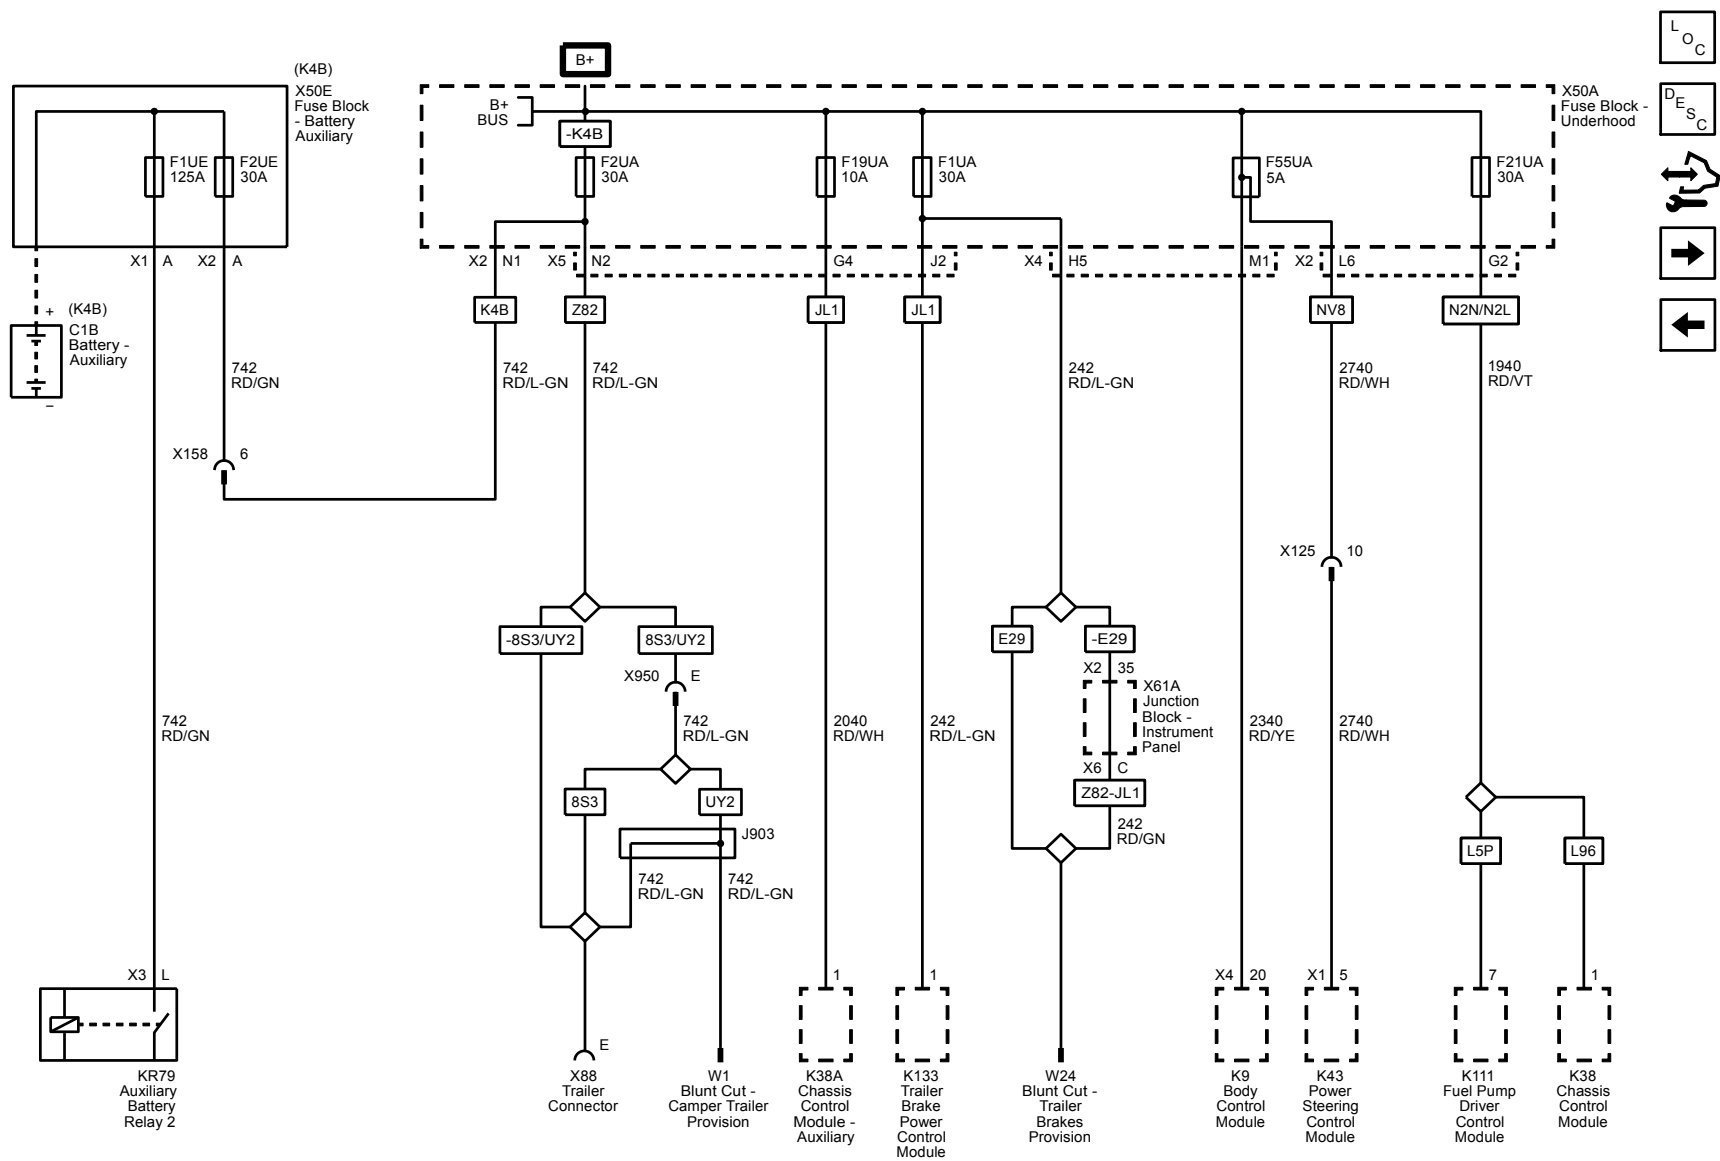 L O C
D E S C
B+
(K4B)
X50E
Fuse Block
- Battery
Auxiliary
F1UE
125A
F2UE
30A
X1 A
X2 A
+ (K4B)
C1B
Battery -
Auxiliary
–
742
RD/GN
X158 6
742
RD/GN
X3 L
KR79
Auxiliary
Battery
Relay 2
B+
BUS
-K4B
F2UA
30A
F19UA
10A
F1UA
30A
F55UA
5A
F21UA
30A
X50A
Fuse Block -
Underhood
X2 N1
X5 N2
G4
J2
X4 H5
M1
X2 L6
G2
K4B
Z82
JL1
JL1
NV8
N2N/N2L
742
RD/L-GN
742
RD/L-GN
242
RD/L-GN
2740
RD/WH
1940
RD/VT
X125 10
-8S3/UY2
8S3/UY2
X950 E
742
RD/L-GN
8S3
UY2
J903
742
RD/L-GN
742
RD/L-GN
2040
RD/WH
242
RD/L-GN
E29
-E29
X2 35
X61A
Junction
Block -
Instrument
Panel
X6 C
Z82-JL1
242
RD/GN
2340
RD/YE
2740
RD/WH
L5P
L96
E
X88
Trailer
Connector
W1
Blunt Cut -
Camper Trailer
Provision
1
K38A
Chassis
Control
Module -
Auxiliary
1
K133
Trailer
Brake
Power
Control
Module
W24
Blunt Cut -
Trailer
Brakes
Provision
X4 20
K9
Body
Control
Module
X1 5
K43
Power
Steering
Control
Module
7
K111
Fuel Pump
Driver
Control
Module
1
K38
Chassis
Control
Module